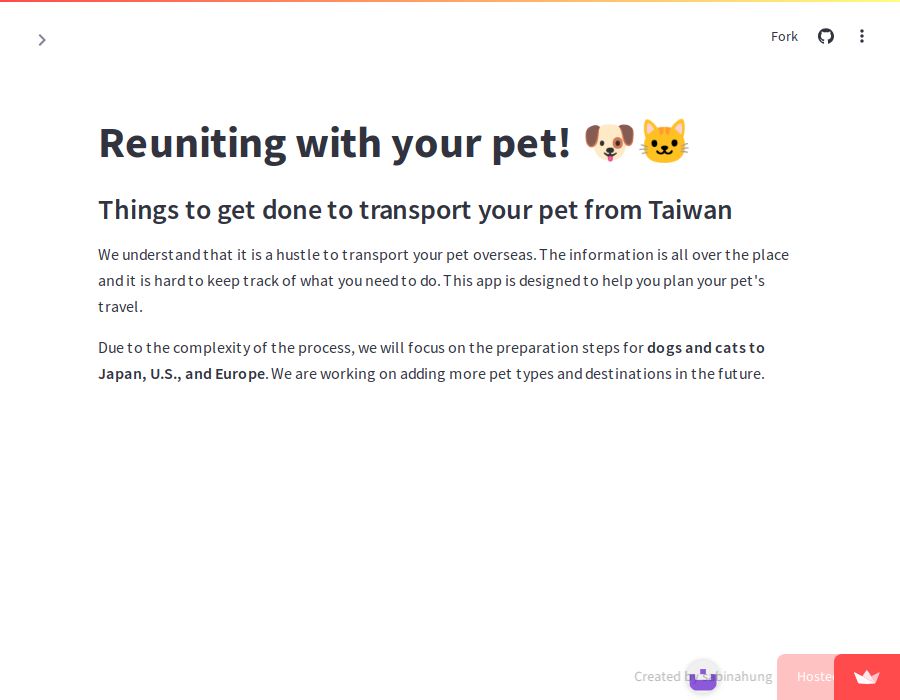 Fork
Reuniting with your pet! 🐶🐱
Things to get done to transport your pet from Taiwan
We understand that it is a hustle to transport your pet overseas. The information is all over the place
and it is hard to keep track of what you need to do. This app is designed to help you plan your pet's
travel.
Due to the complexity of the process, we will focus on the preparation steps for dogs and cats to
Japan, U.S., and Europe. We are working on adding more pet types and destinations in the future.
Created